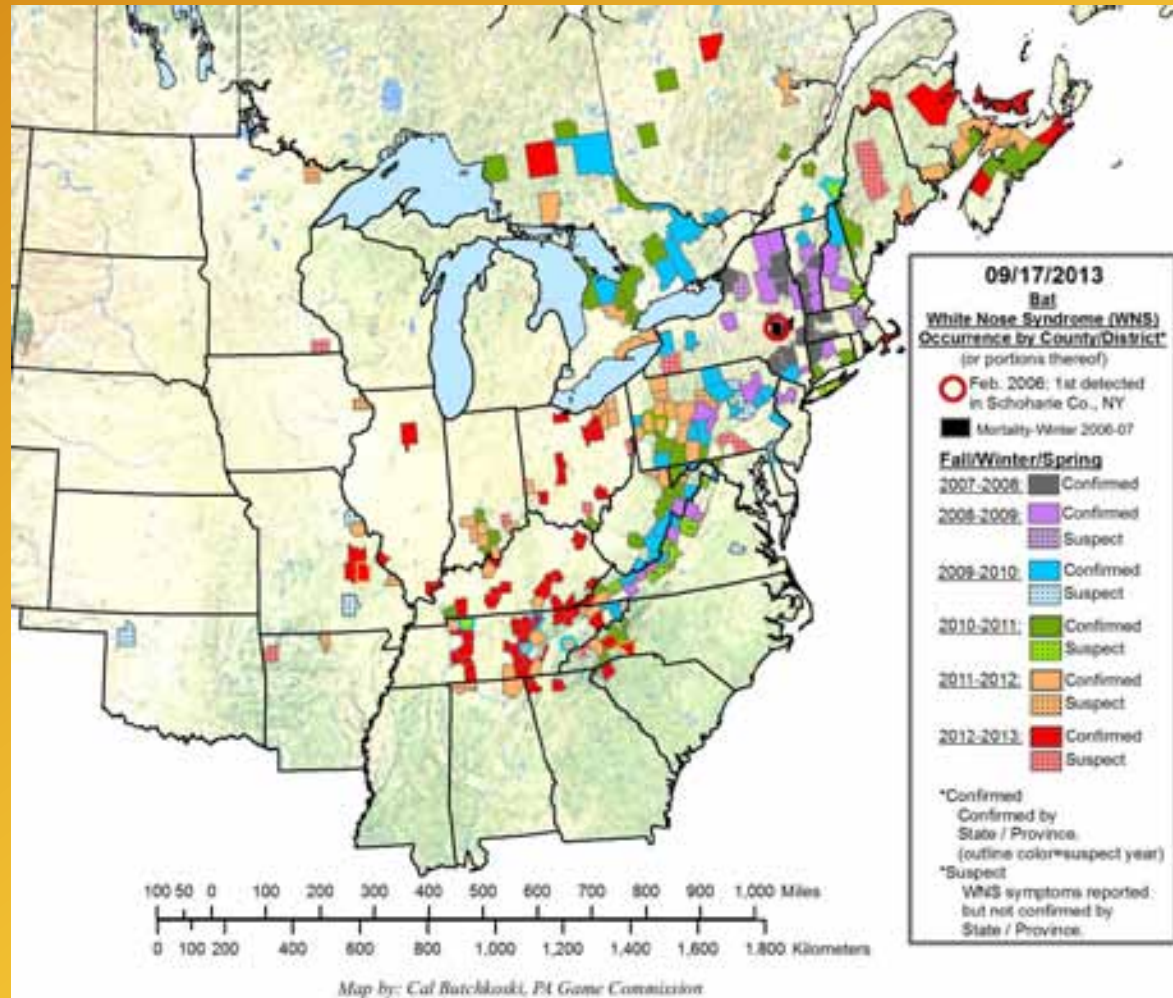 09/17/2013
Bat
White Nose Syndrome (WNS)
Occurrence by County/District*
(or portions thereof)
Feb. 2006: 1st detected
in Schoharie Co., NY
Mortality-Winter 2006-07
Fall/Winter/Spring
2007-2008: Confirmed
2008-2009: Confirmed
Suspect
2009-2010: Confirmed
Suspect
2010-2011: Confirmed
Suspect
2011-2012: Confirmed
Suspect
2012-2013: Confirmed
Suspect
*Confirmed
Confirmed by
State / Province.
(outline color=suspect year)
*Suspect
WNS symptoms reported
but not confirmed by
State / Province.
100 50 0 100 200 300 400 500 600 700 800 900 1,000 Miles
0 100 200 400 600 800 1,000 1,200 1,400 1,600 1,800 Kilometers
Map by: Cal Butchkoski, PA Game Commission